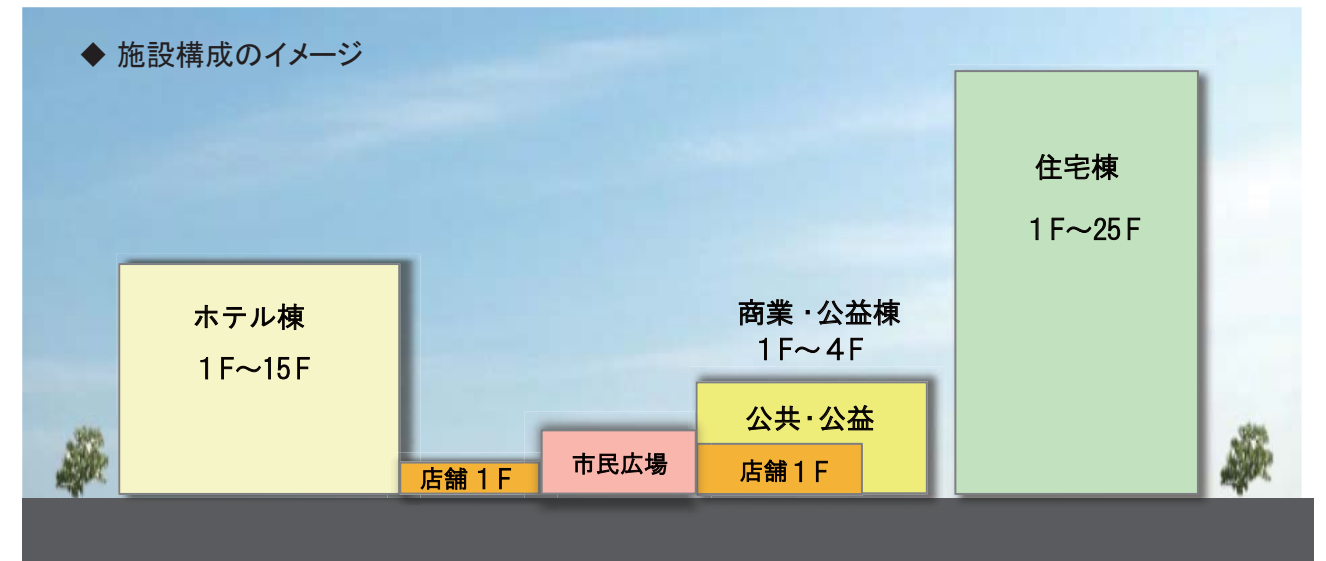 ◆ 施設構成のイメージ
住宅棟
1F～25F
ホテル棟
1F～15F
商業・公益棟
1F～4F
公共・公益
市民広場
店舗1F
店舗1F